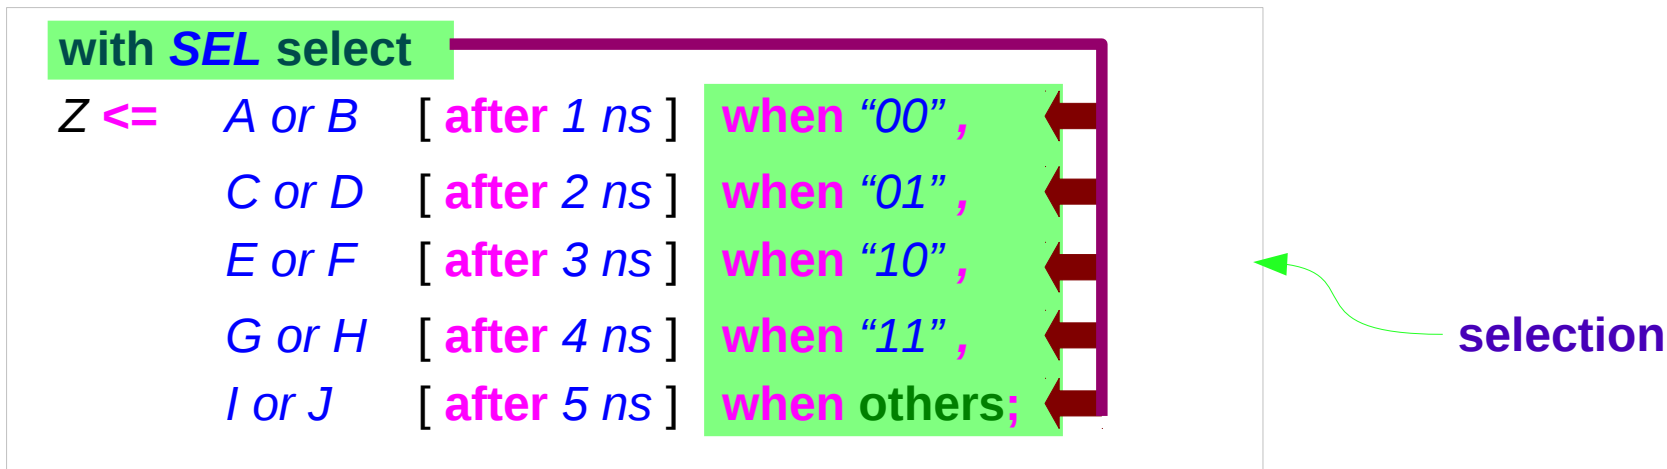 with SEL select
Z <= A or B [ after 1 ns ] when “00” ,
C or D [ after 2 ns ] when “01” ,
E or F [ after 3 ns ] when “10” ,
G or H [ after 4 ns ] when “11” ,
I or J [ after 5 ns ] when others;
selection